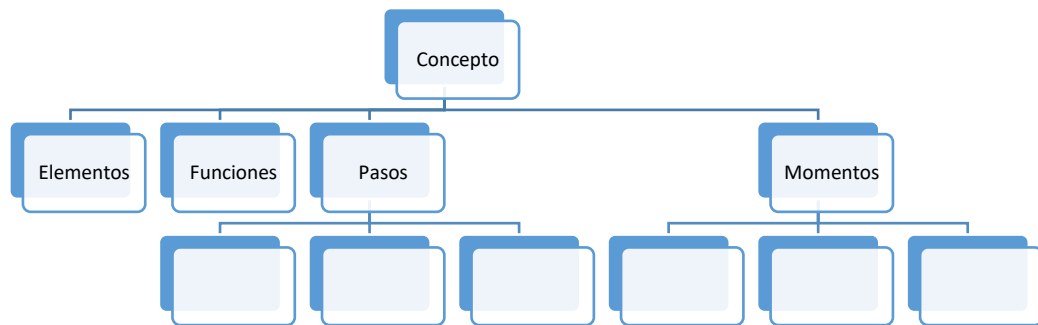 Concepto
Elementos
Funciones
Pasos
Momentos